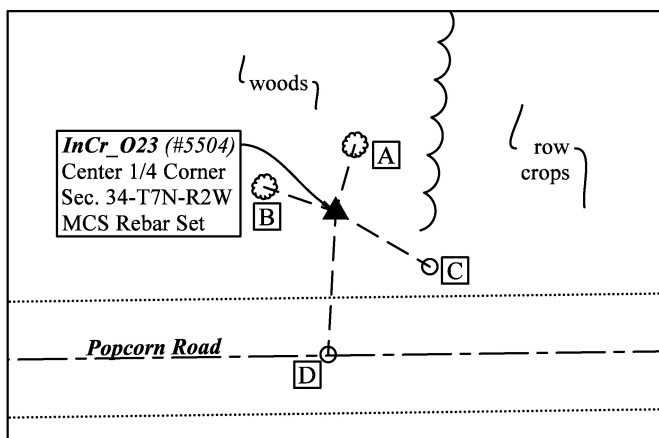 woods
row
crops
A
InCr_O23 (#5504)
Center 1/4 Corner
Sec. 34-T7N-R2W
MCS Rebar Set
B
C
Popcorn Road
D